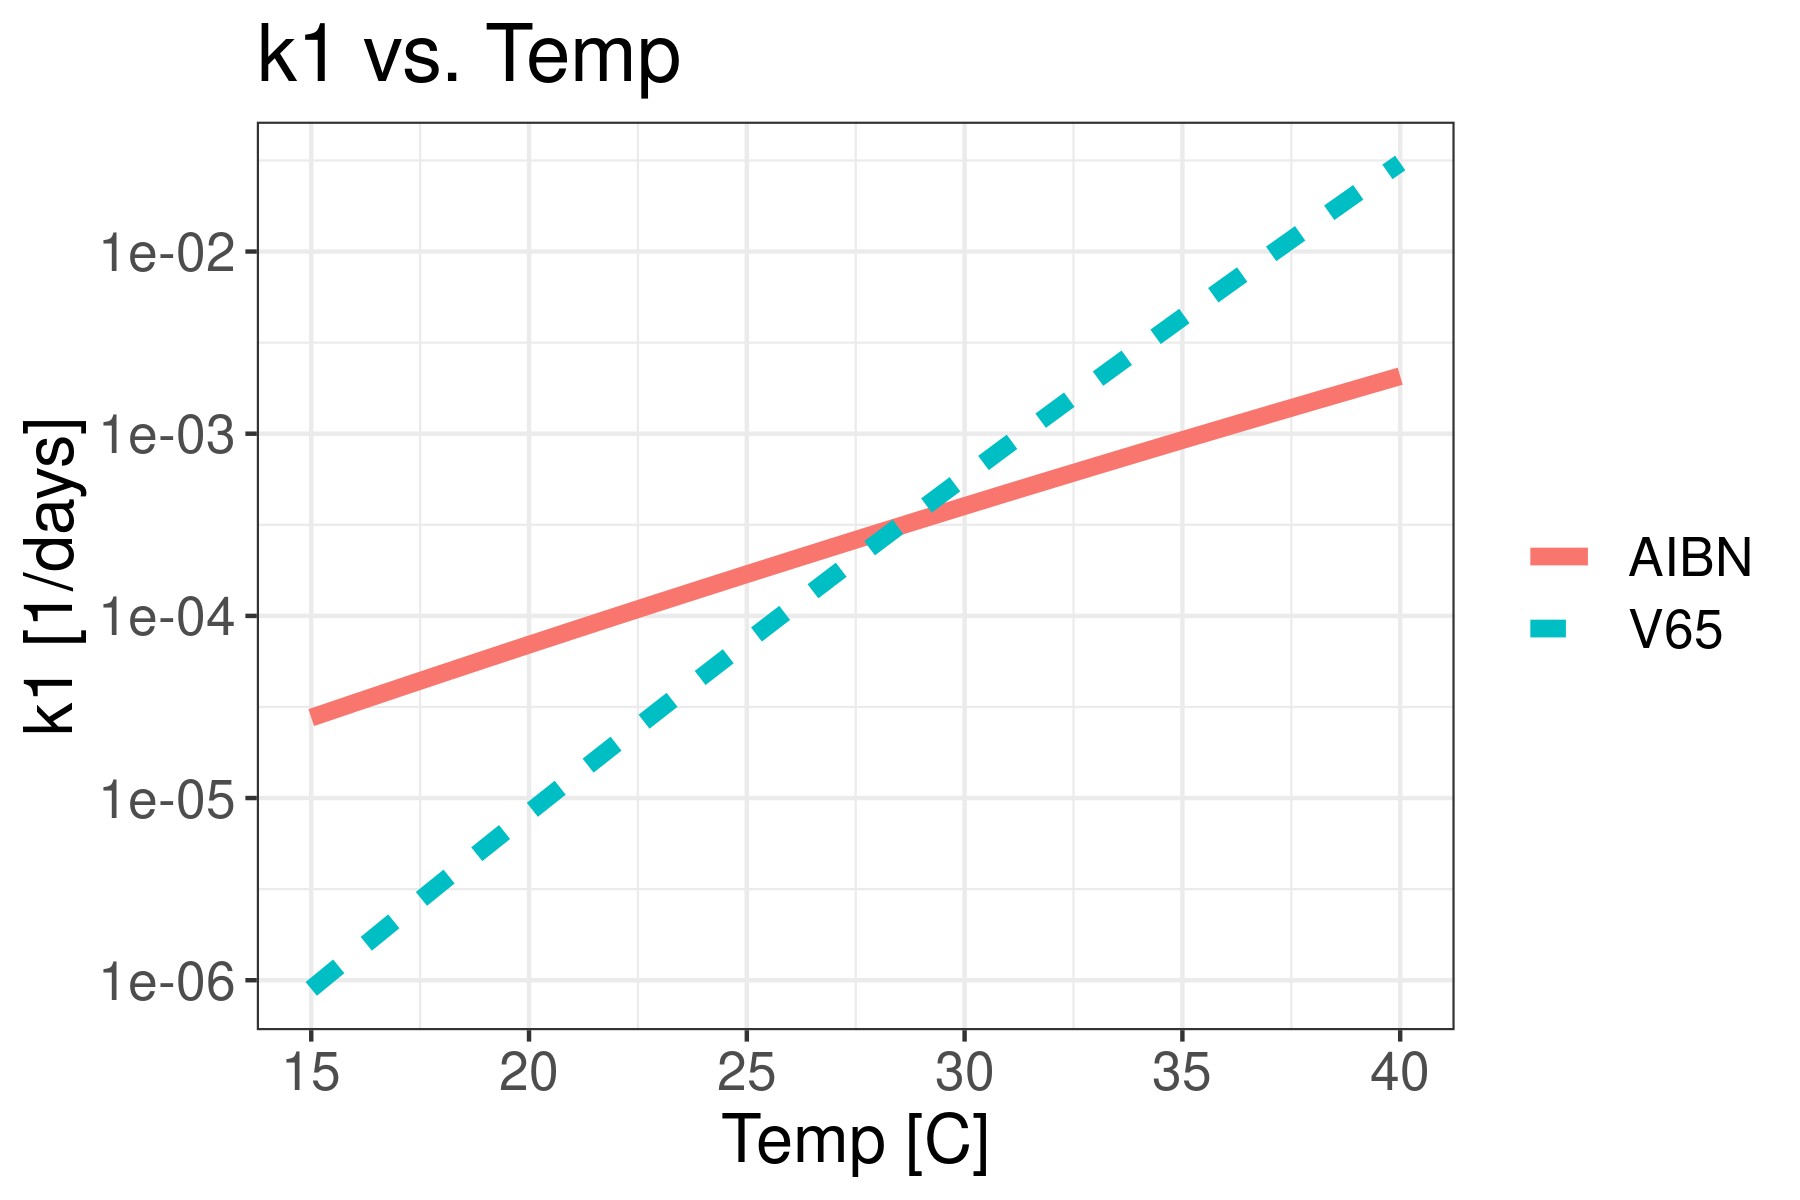 k1 vs. Temp
k1 [1/days]
1e-02
1e-03
1e-04
1e-05
1e-06
15 20 25 30 35 40
Temp [C]
AIBN
V65